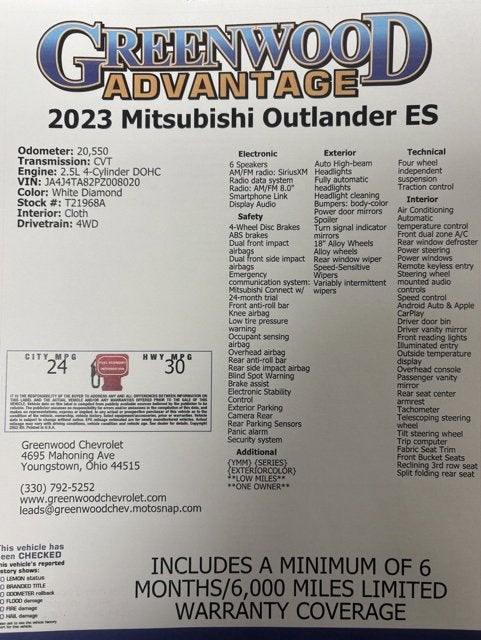 GREENWOOD
ADVANTAGE
2023 Mitsubishi Outlander ES
Odometer: 20,550
Transmission: CVT
Engine: 2.5L 4-Cylinder DOHC
VIN: JA4J4TA82PZ008020
Color: White Diamond
Stock #: T21968A
Interior: Cloth
Drivetrain: 4WD
Electronic
6 Speakers
AM/FM radio: SiriusXM
Radio data system
Radio: AM/FM 8.0"
Smartphone Link
Display Audio
Safety
4-Wheel Disc Brakes
ABS brakes
Dual front impact
airbags
Dual front side impact
airbags
Emergency
communication system:
Mitsubishi Connect w/
24-month trial
Front anti-roll bar
Knee airbag
Low tire pressure
warning
Occupant sensing
airbag
Overhead airbag
Rear anti-roll bar
Rear side impact airbag
Blind Spot Warning
Brake assist
Electronic Stability
Control
Exterior Parking
Camera Rear
Rear Parking Sensors
Panic alarm
Security system
Additional
{YMM} {SERIES}
{EXTERIORCOLOR}
**LOW MILES**
**ONE OWNER**
Exterior
Auto High-beam
Headlights
Fully automatic
headlights
Headlight cleaning
Bumpers: body-color
Power door mirrors
Spoiler
Turn signal indicator
mirrors
18" Alloy Wheels
Alloy wheels
Rear window wiper
Speed-Sensitive
Wipers
Variably intermittent
wipers
Technical
Four wheel
independent
suspension
Traction control
Interior
Air Conditioning
Automatic
temperature control
Front dual zone A/C
Rear window defroster
Power steering
Power windows
Remote keyless entry
Steering wheel
mounted audio
controls
Speed control
Android Auto & Apple
CarPlay
Driver door bin
Driver vanity mirror
Front reading lights
Illuminated entry
Outside temperature
display
Overhead console
Passenger vanity
mirror
Rear seat center
armrest
Tachometer
Telescoping steering
wheel
Tilt steering wheel
Trip computer
Fabric Seat Trim
Front Bucket Seats
Reclining 3rd row seat
Split folding rear seat
CITY MPG
24
HWY MPG
30
Greenwood Chevrolet
4695 Mahoning Ave
Youngstown, Ohio 44515
(330) 792-5252
www.greenwoodchevrolet.com
leads@greenwoodchev.motosnap.com
This vehicle has
been CHECKED
this vehicle's reported
story shows:
LEMON status
BRANDED TITLE
ODOMETER rollback
FLOOD damage
FIRE damage
HAIL damage
INCLUDES A MINIMUM OF 6
MONTHS/6,000 MILES LIMITED
WARRANTY COVERAGE